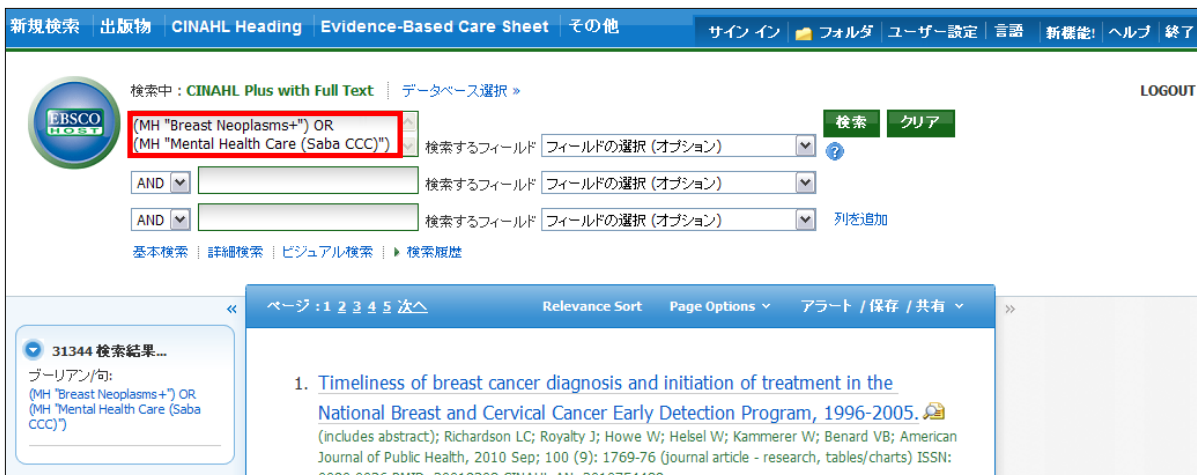 新規検索 出版物 CINAHL Heading Evidence-Based Care Sheet その他 サイン イン フォルダ ユーザー設定 言語 新機能! ヘルプ 終了
検索中 : CINAHL Plus with Full Text データベース選択 » LOGOUT
EBSCO
HOST
(MH "Breast Neoplasms+") OR
(MH "Mental Health Care (Saba CCC)") 検索するフィールド フィールドの選択 (オプション) 検索 クリア ?
AND 検索するフィールド フィールドの選択 (オプション)
AND 検索するフィールド フィールドの選択 (オプション) 列を追加
基本検索 詳細検索 ビジュアル検索 検索履歴
« ページ :1 2 3 4 5 次へ Relevance Sort Page Options アラート / 保存 / 共有 »
31344 検索結果...
ブーリアン/句:
(MH "Breast Neoplasms+") OR
(MH "Mental Health Care (Saba
CCC)")
1. Timeliness of breast cancer diagnosis and initiation of treatment in the
National Breast and Cervical Cancer Early Detection Program, 1996-2005.
(includes abstract); Richardson LC; Royalty J; Howe W; Helsel W; Kammerer W; Benard VB; American
Journal of Public Health, 2010 Sep; 100 (9): 1769-76 (journal article - research, tables/charts) ISSN: